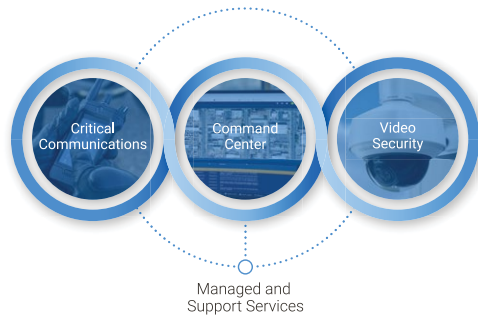 Critical
Communications
Command
Center
Video
Security
Managed and
Support Services